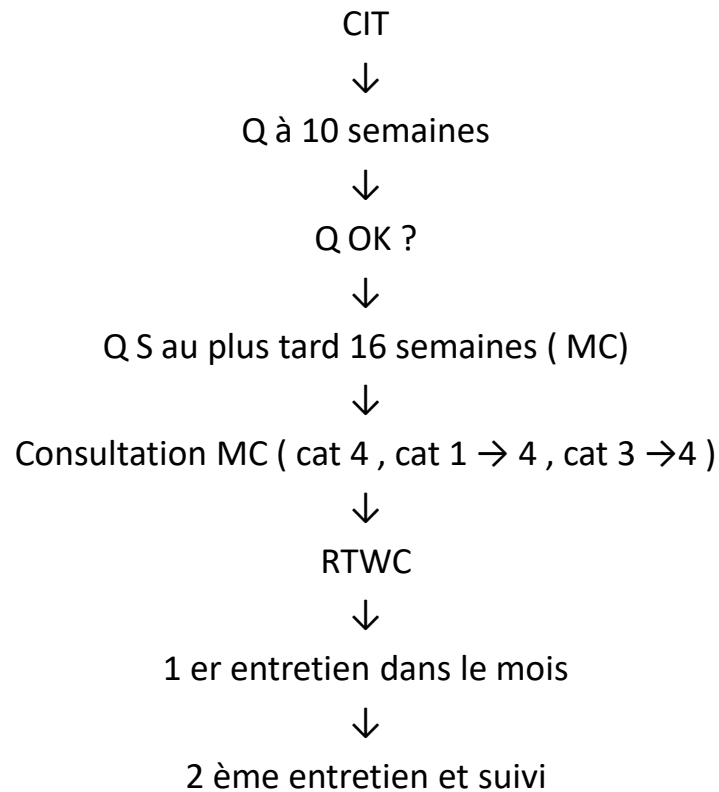 CIT
↓
Q à 10 semaines
↓
Q OK ?
↓
Q S au plus tard 16 semaines ( MC)
↓
Consultation MC ( cat 4 , cat 1 → 4 , cat 3 →4 )
↓
RTWC
↓
1 er entretien dans le mois
↓
2 ème entretien et suivi